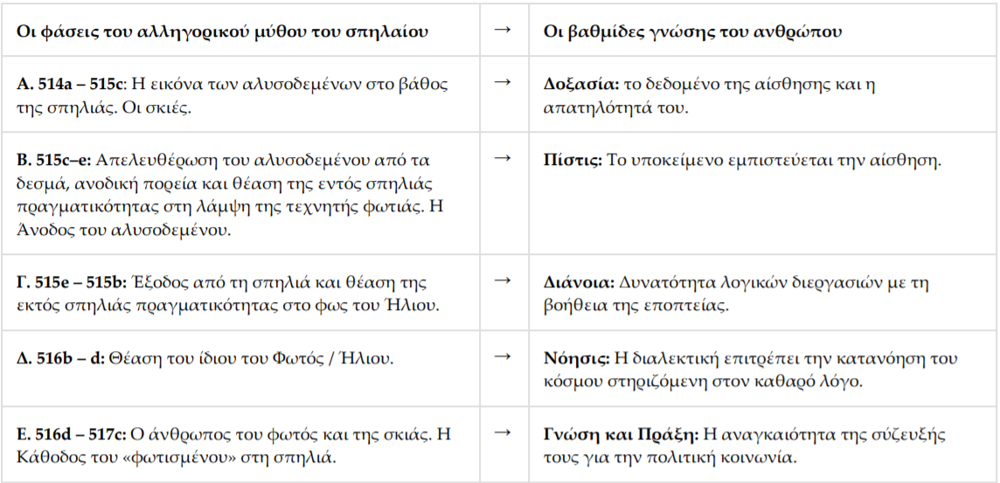 Οι φάσεις του αλληγορικού μύθου του σπηλαίου → Οι βαθμίδες γνώσης του ανθρώπου
Α. 514a – 515c: Η εικόνα των αλυσοδεμένων στο βάθος
της σπηλιάς. Οι σκιές.
→
Δοξασία: το δεδομένο της αίσθησης και η
απατηλότητά του.
Β. 515c–e: Απελευθέρωση του αλυσοδεμένου από τα
δεσμά, ανοδική πορεία και θέαση της εντός σπηλιάς
πραγματικότητας στη λάμψη της τεχνητής φωτιάς. Η
Άνοδος του αλυσοδεμένου.
→
Πίστις: Το υποκείμενο εμπιστεύεται την αίσθηση.
Γ. 515e – 515b: Έξοδος από τη σπηλιά και θέαση της
εκτός σπηλιάς πραγματικότητας στο φως του Ήλιου.
→
Διάνοια: Δυνατότητα λογικών διεργασιών με τη
βοήθεια της εποπτείας.
Δ. 516b – d: Θέαση του ίδιου του Φωτός / Ήλιου.
→
Νόησις: Η διαλεκτική επιτρέπει την κατανόηση του
κόσμου στηριζόμενη στον καθαρό λόγο.
Ε. 516d – 517c: Ο άνθρωπος του φωτός και της σκιάς. Η
Κάθοδος του «φωτισμένου» στη σπηλιά.
→
Γνώση και Πράξη: Η αναγκαιότητα της σύζευξής
τους για την πολιτική κοινωνία.